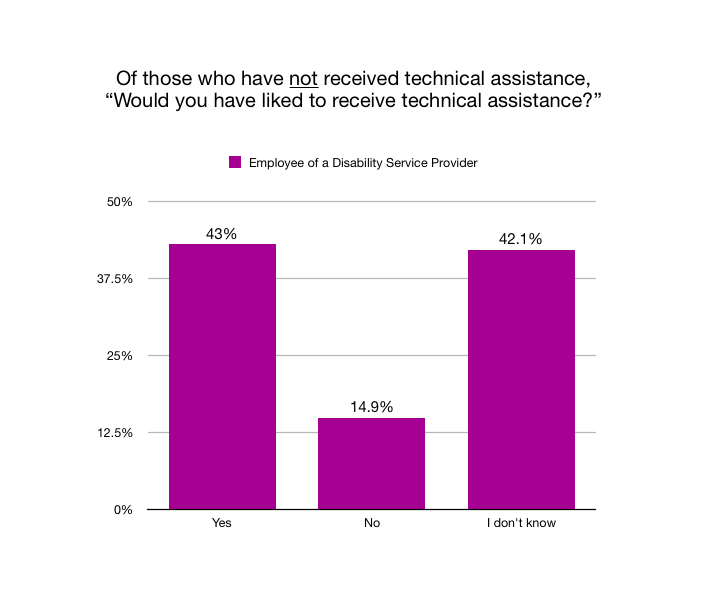 Of those who have not received technical assistance,
“Would you have liked to receive technical assistance?”
Employee of a Disability Service Provider
50%
43%
42.1%
37.5%
25%
14.9%
12.5%
0%
Yes
No
I don't know